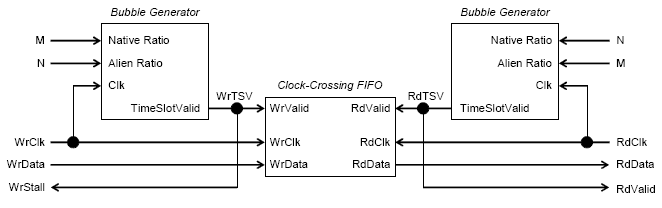 Bubble Generator
Bubble Generator
M
Native Ratio
Native Ratio
N
N
Alien Ratio
Alien Ratio
M
Clk
Clk
Clock-Crossing FIFO
WrTSV
RdTSV
TimeSlotValid
WrValid
RdValid
TimeSlotValid
WrClk
WrClk
RdClk
RdClk
WrData
WrData
RdData
RdData
WrStall
RdValid